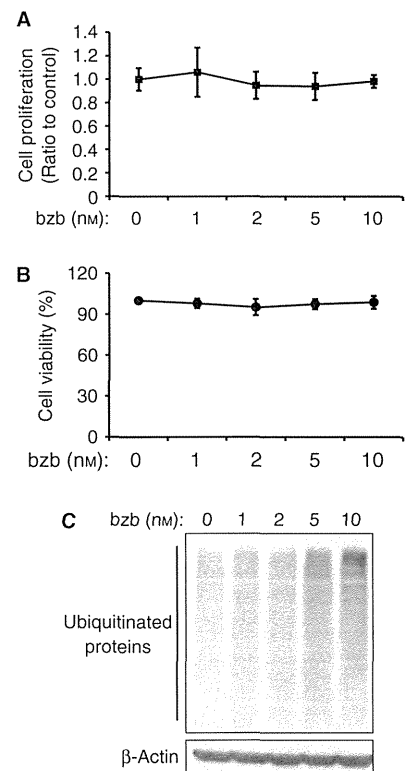 A
Cell proliferation
(Ratio to control)
1.4
1.2
1.0
0.8
0.6
0.4
0.2
0
bzb (nM): 0 1 2 5 10
B
Cell viability (%)
120
90
60
30
0
bzb (nM): 0 1 2 5 10
C
bzb (nM): 0 1 2 5 10
Ubiquitinated
proteins
β-Actin